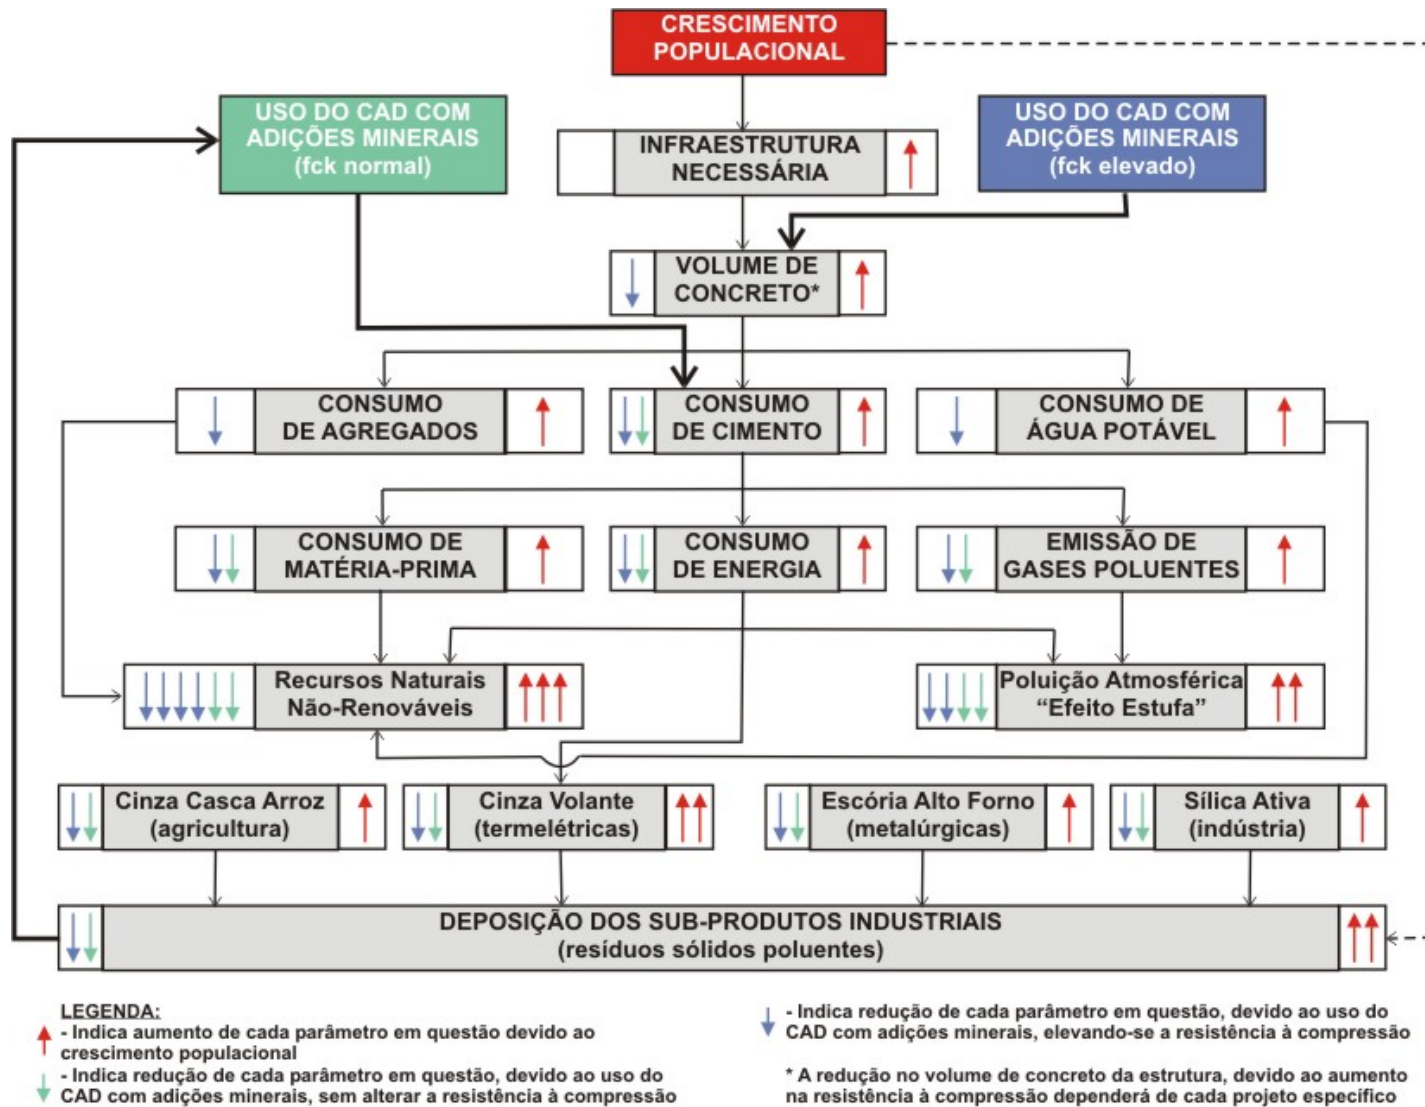 CRESCIMENTO
POPULACIONAL
USO DO CAD COM
ADIÇÕES MINERAIS
(fck normal)
INFRAESTRUTURA
NECESSÁRIA
USO DO CAD COM
ADIÇÕES MINERAIS
(fck elevado)
VOLUME DE
CONCRETO*
CONSUMO
DE AGREGADOS
CONSUMO
DE CIMENTO
CONSUMO DE
ÁGUA POTÁVEL
CONSUMO DE
MATÉRIA-PRIMA
CONSUMO
DE ENERGIA
EMISSÃO DE
GASES POLUENTES
Recursos Naturais
Não-Renováveis
Poluição Atmosférica
“Efeito Estufa”
Cinza Casca Arroz
(agricultura)
Cinza Volante
(termelétricas)
Escória Alto Forno
(metalúrgicas)
Sílica Ativa
(indústria)
DEPOSIÇÃO DOS SUB-PRODUTOS INDUSTRIAIS
(resíduos sólidos poluentes)
LEGENDA:
- Indica aumento de cada parâmetro em questão devido ao
crescimento populacional
- Indica redução de cada parâmetro em questão, devido ao uso do
CAD com adições minerais, sem alterar a resistência à compressão
- Indica redução de cada parâmetro em questão, devido ao uso do
CAD com adições minerais, elevando-se a resistência à compressão
* A redução no volume de concreto da estrutura, devido ao aumento
na resistência à compressão dependerá de cada projeto específico